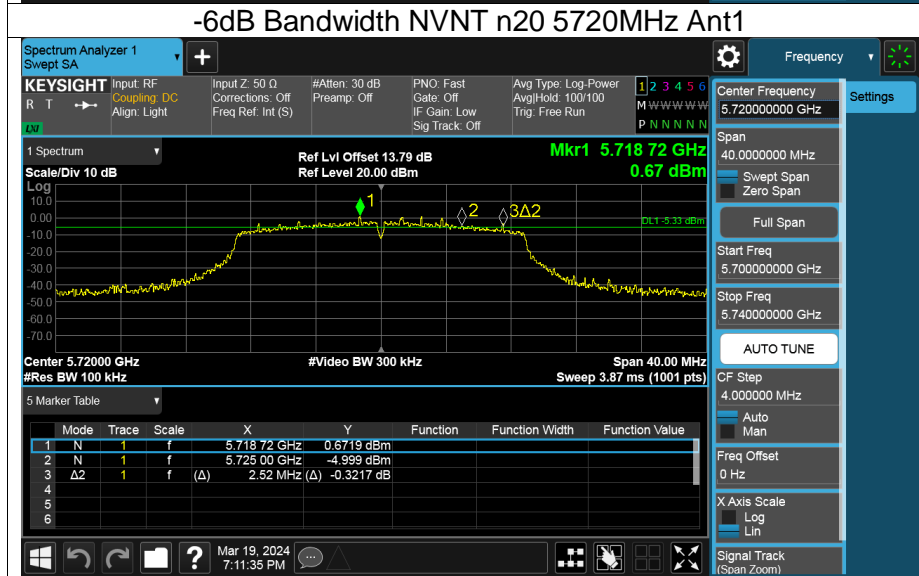 -6dB Bandwidth NVNT n20 5720MHz Ant1
Spectrum Analyzer 1
Swept SA
+
Frequency
KEYSIGHT
R T
LXI
Input: RF
Coupling: DC
Align: Light
Input Z: 50 Ω
Corrections: Off
Freq Ref: Int (S)
#Atten: 30 dB
Preamp: Off
PNO: Fast
Gate: Off
IF Gain: Low
Sig Track: Off
Avg Type: Log-Power
Avg|Hold: 100/100
Trig: Free Run
1 2 3 4 5 6
M W W W W W
P N N N N N
1 Spectrum
Scale/Div 10 dB
Ref Lvl Offset 13.79 dB
Ref Level 20.00 dBm
Mkr1 5.718 72 GHz
0.67 dBm
Log
10.0
0.00
-10.0
-20.0
-30.0
-40.0
-50.0
-60.0
-70.0
1
2
3Δ2
DL1 -5.33 dBm
Center 5.72000 GHz
#Res BW 100 kHz
#Video BW 300 kHz
Span 40.00 MHz
Sweep 3.87 ms (1001 pts)
5 Marker Table
Mode Trace Scale X Y Function Function Width Function Value
1 N 1 f 5.718 72 GHz 0.6719 dBm
2 N 1 f 5.725 00 GHz -4.999 dBm
3 Δ2 1 f (Δ) 2.52 MHz (Δ) -0.3217 dB
4
5
6
?
Mar 19, 2024
7:11:35 PM
Center Frequency
5.720000000 GHz
Settings
Span
40.0000000 MHz
Swept Span
Zero Span
Full Span
Start Freq
5.700000000 GHz
Stop Freq
5.740000000 GHz
AUTO TUNE
CF Step
4.000000 MHz
Auto
Man
Freq Offset
0 Hz
X Axis Scale
Log
Lin
Signal Track
(Span Zoom)